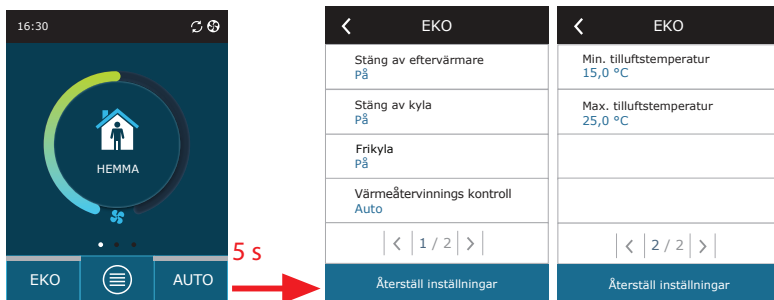 16:30
HEMMA
EKO
AUTO
5 s
EKO
Stäng av eftervärmare
På
Stäng av kyla
På
Frikyla
På
Värmeåtervinnings kontroll
Auto
1 / 2
Återställ inställningar
EKO
Min. tilluftstemperatur
15,0 °C
Max. tilluftstemperatur
25,0 °C
2 / 2
Återställ inställningar